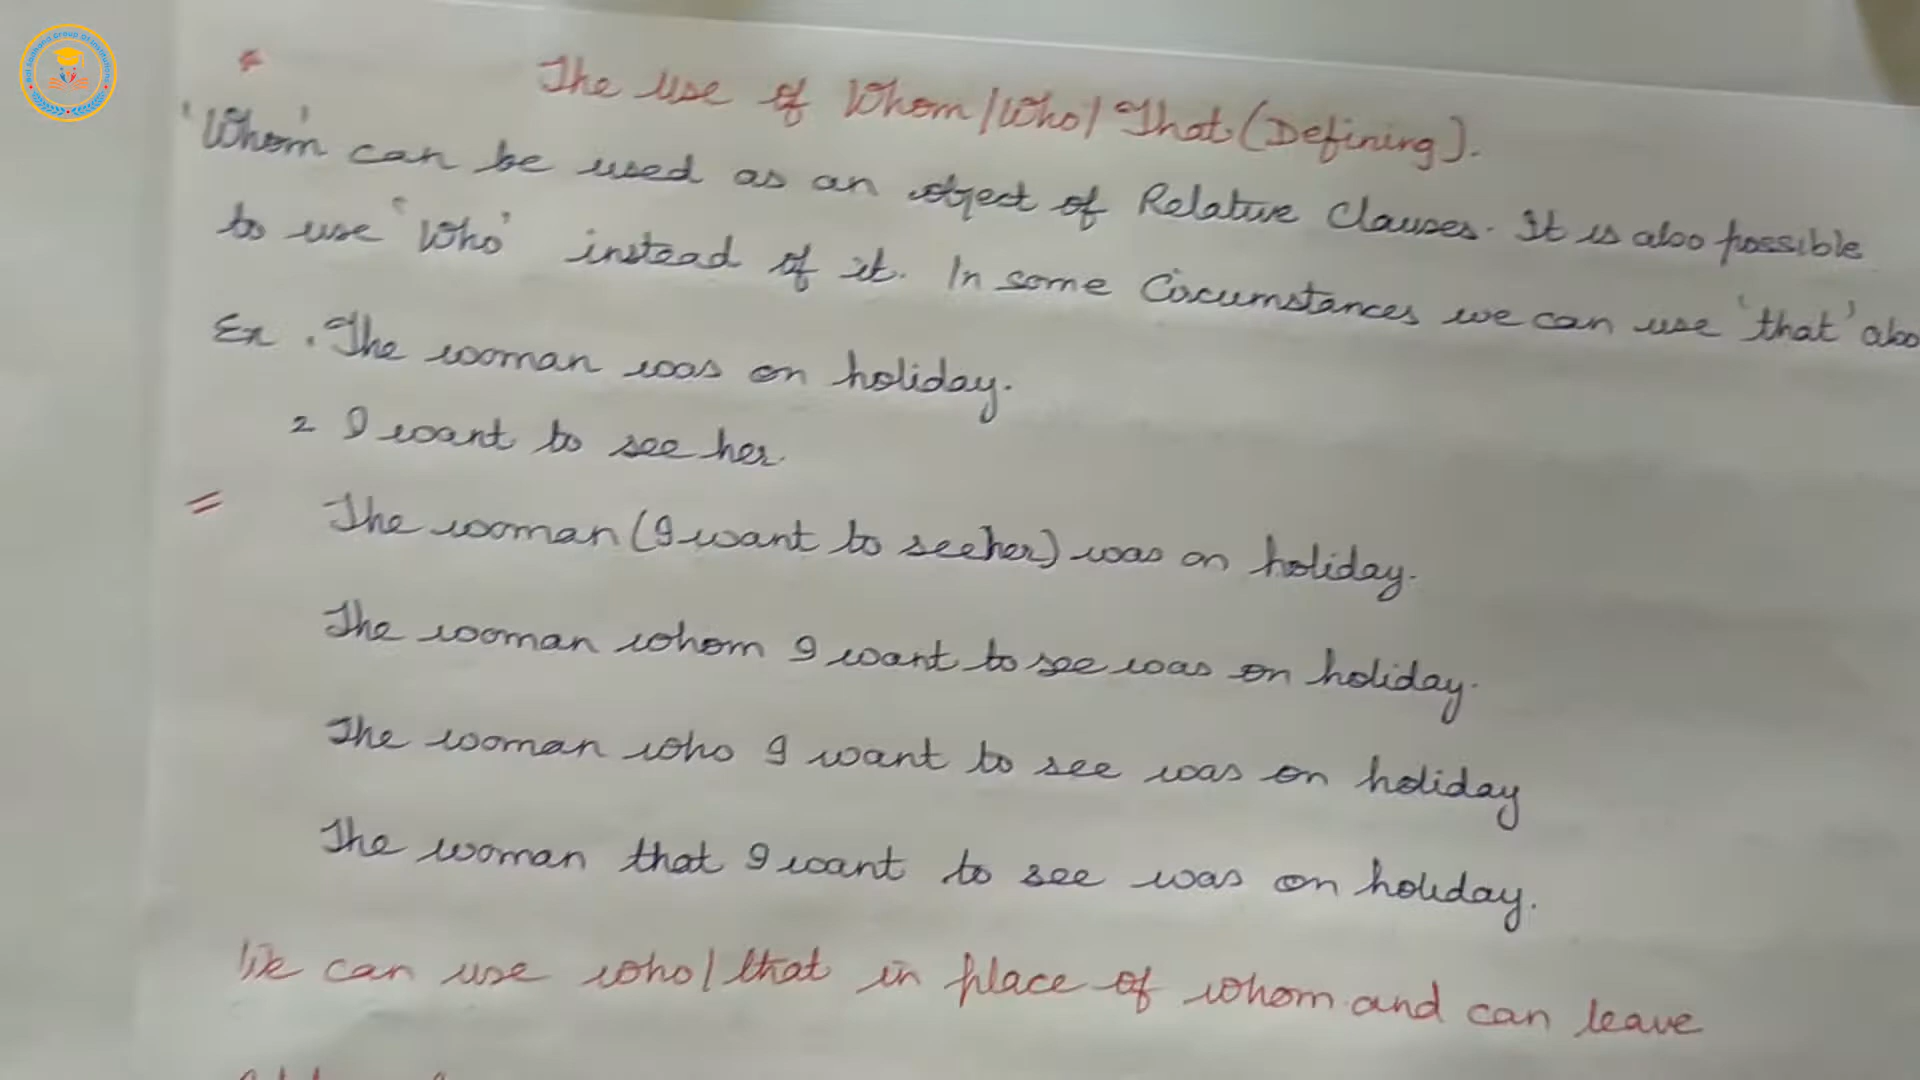 * The use of Whom/Who/That (Defining).
'Whom' can be used as an object of Relative Clauses. It is also possible
to use 'Who' instead of it. In some Circumstances we can use 'that' also
Ex. The woman was on holiday.
2 I want to see her.
= The woman (I want to see her) was on holiday.
The woman whom I want to see was on holiday.
The woman who I want to see was on holiday
The woman that I want to see was on holiday.
We can use who/that in place of whom and can leave